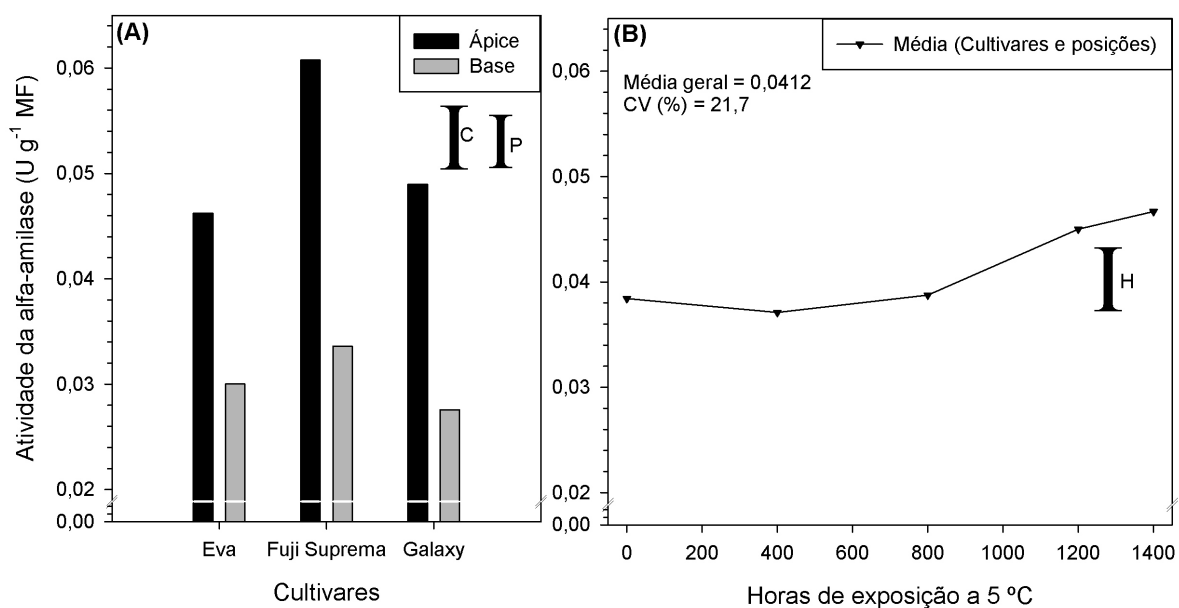 (A)
Ápice
Base
C
P
Atividade da alfa-amilase (U g⁻¹ MF)
0,06
0,05
0,04
0,03
0,02
0,00
Eva
Fuji Suprema
Galaxy
Cultivares
(B)
Média (Cultivares e posições)
Média geral = 0,0412
CV (%) = 21,7
H
0,06
0,05
0,04
0,03
0,02
0,00
0
200
400
600
800
1000
1200
1400
Horas de exposição a 5 ºC